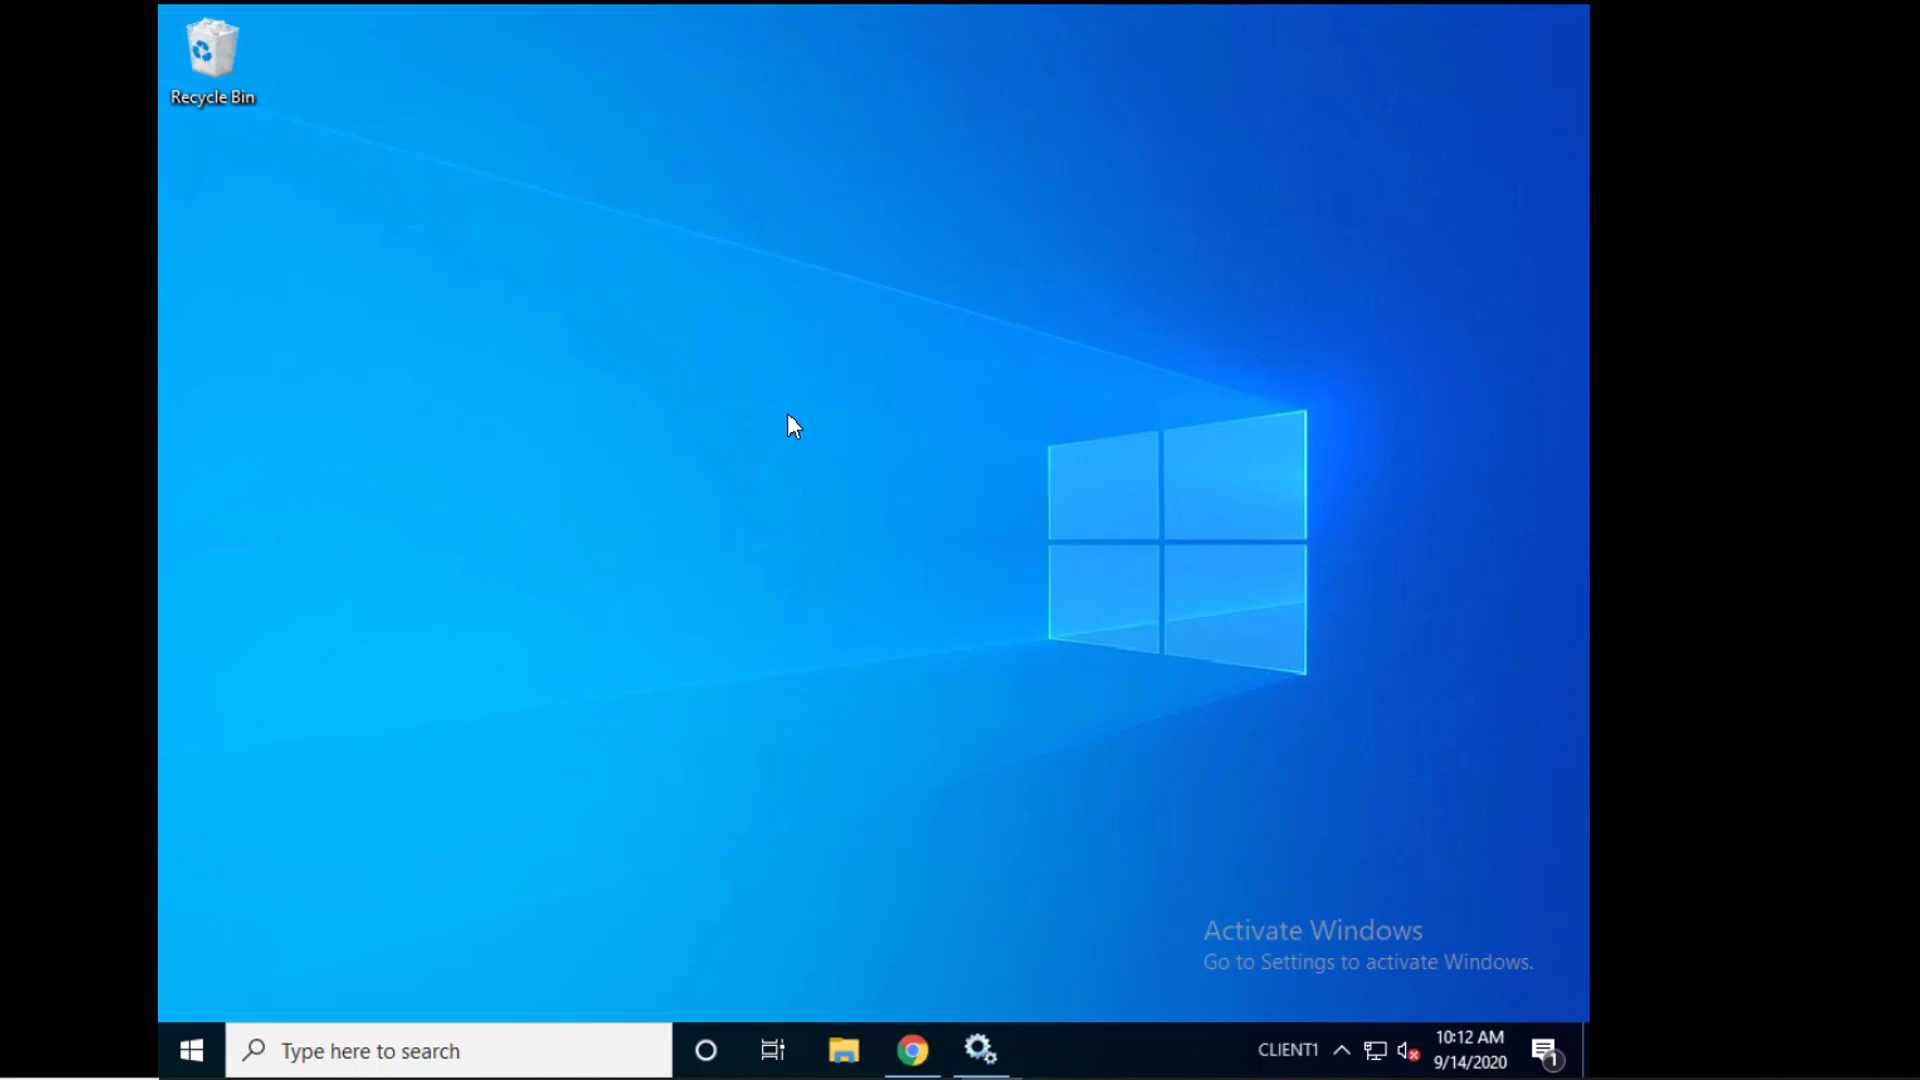 Recycle Bin
Activate Windows
Go to Settings to activate Windows.
Type here to search
CLIENT1
10:12 AM
9/14/2020
1